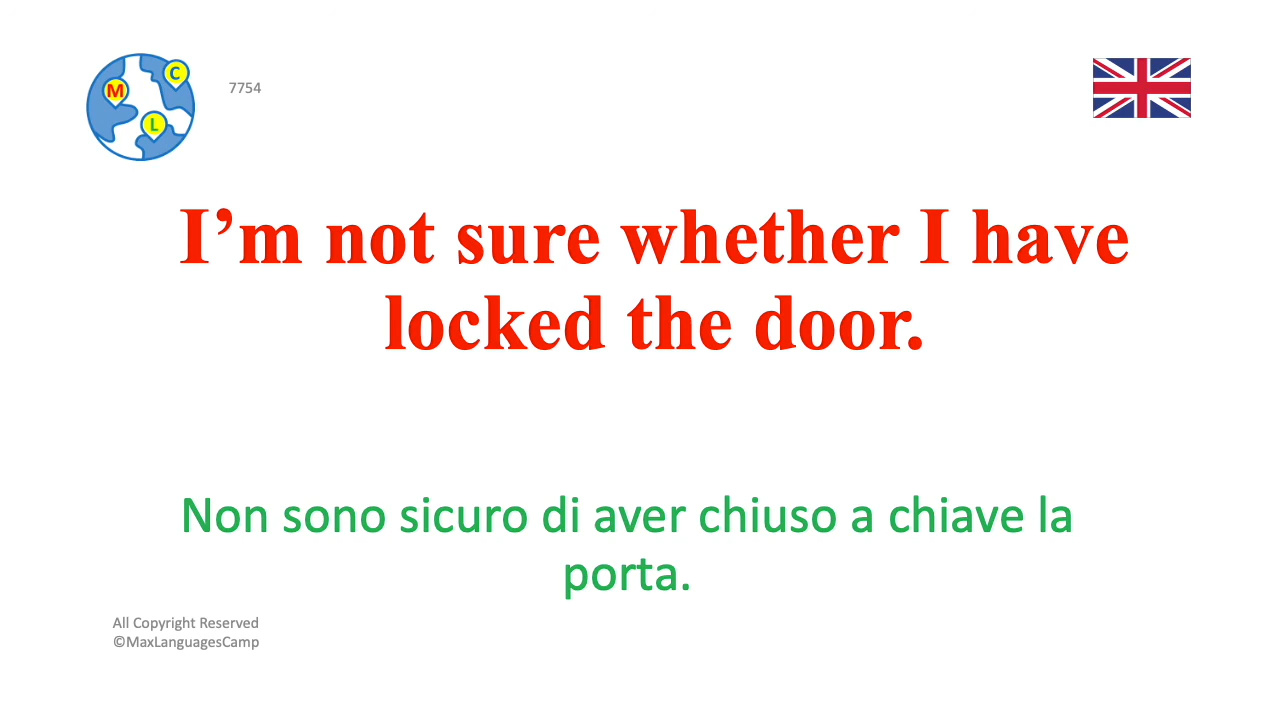 M
C
L
7754
I’m not sure whether I have
locked the door.
Non sono sicuro di aver chiuso a chiave la
porta.
All Copyright Reserved
©MaxLanguagesCamp